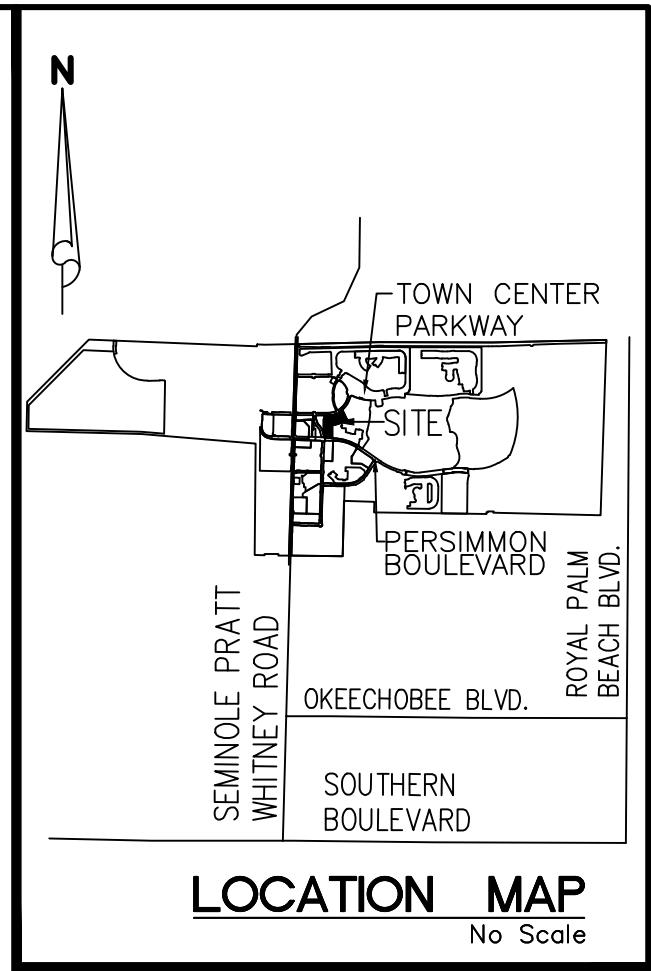 N
TOWN CENTER
PARKWAY
SITE
PERSIMMON
BOULEVARD
SEMINOLE PRATT
WHITNEY ROAD
ROYAL PALM
BEACH BLVD.
OKEECHOBEE BLVD.
SOUTHERN
BOULEVARD
LOCATION MAP
No Scale